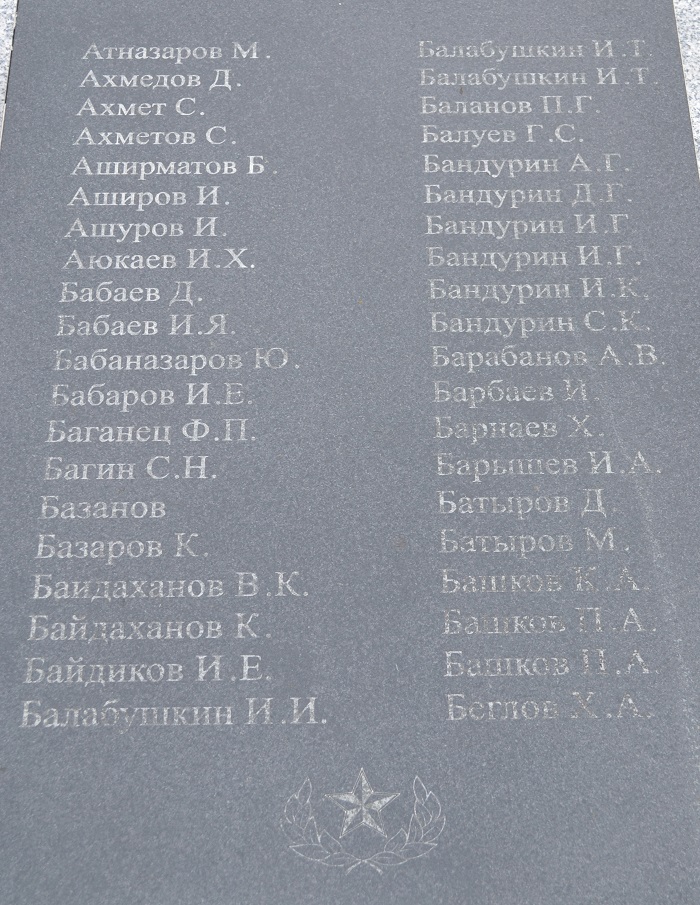 Атназаров М.
Ахмедов Д.
Ахмет С.
Ахметов С.
Аширматов Б.
Аширов И.
Ашуров И.
Аюкаев И.Х.
Бабаев Д.
Бабаев И.Я.
Бабаназаров Ю.
Бабаров И.Е.
Баганец Ф.П.
Багин С.Н.
Базанов
Базаров К.
Баидаханов В.К.
Байдаханов К.
Байдиков И.Е.
Балабушкин И.И.
Балабушкин И.Т.
Балабушкин И.Т.
Баланов П.Г.
Балуев Г.С.
Бандурин А.Г.
Бандурин Д.Г.
Бандурин И.Г
Бандурин И.Г.
Бандурин И.К.
Бандурин С.К.
Барабанов А.В.
Барбаев И.
Барнаев Х.
Барышев И.А.
Батыров Д
Батыров М.
Башков К.А.
Башков П.А.
Башков П.А.
Беглов Х.А.